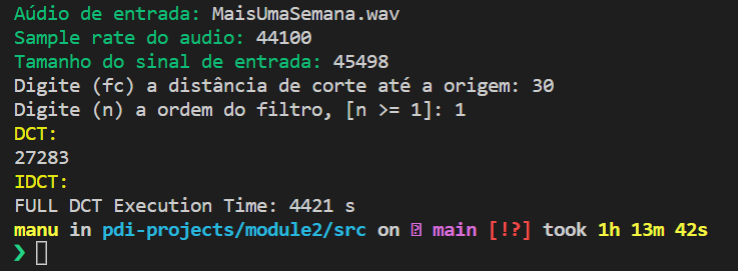 Aúdio de entrada: MaisUmaSemana.wav
Sample rate do audio: 44100
Tamanho do sinal de entrada: 45498
Digite (fc) a distância de corte até a origem: 30
Digite (n) a ordem do filtro, [n >= 1]: 1
DCT:
27283
IDCT:
FULL DCT Execution Time: 4421 s
manu in pdi-projects/module2/src on main [!?] took 1h 13m 42s
❯